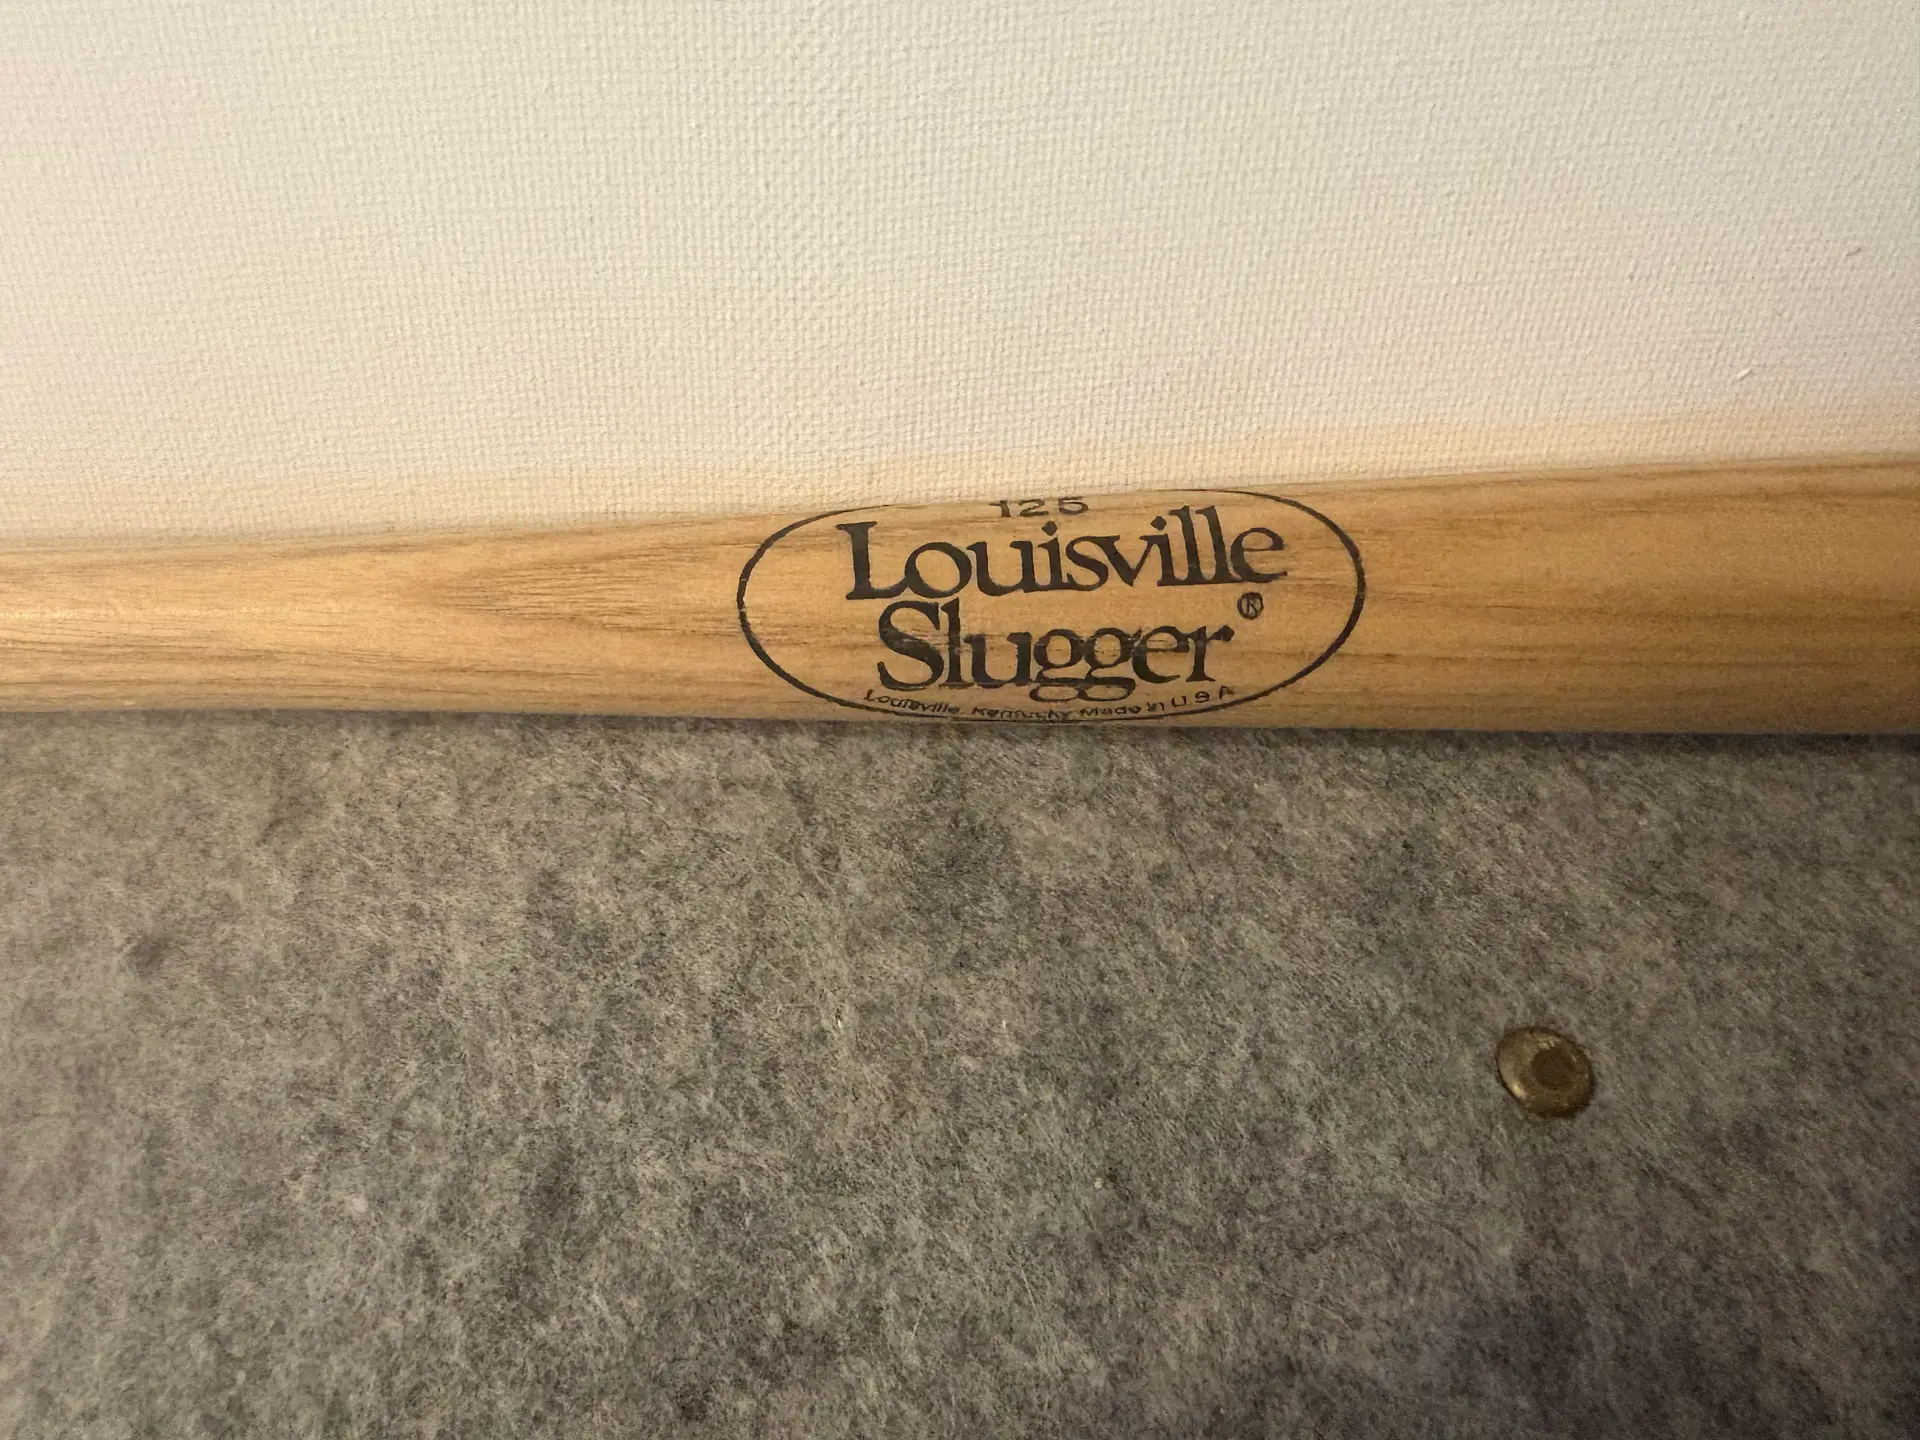 125
Louisville
Slugger®
Louisville, Kentucky Made in U S A